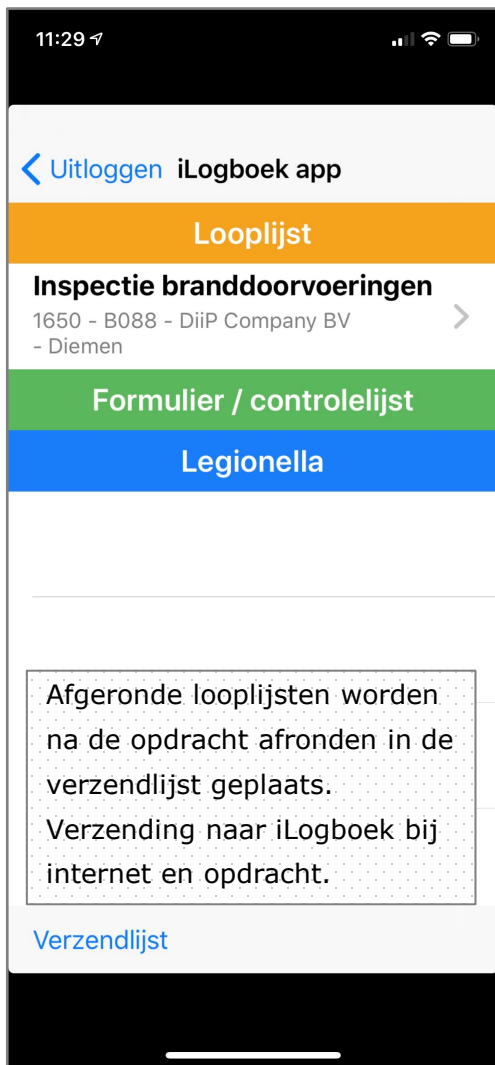 11:29
Uitloggen iLogboek app
Looplijst
Inspectie branddoorvoeringen
1650 - B088 - DiiP Company BV
- Diemen
Formulier / controlelijst
Legionella
Afgeronde looplijsten worden
na de opdracht afronden in de
verzendlijst geplaats.
Verzending naar iLogboek bij
internet en opdracht.
Verzendlijst